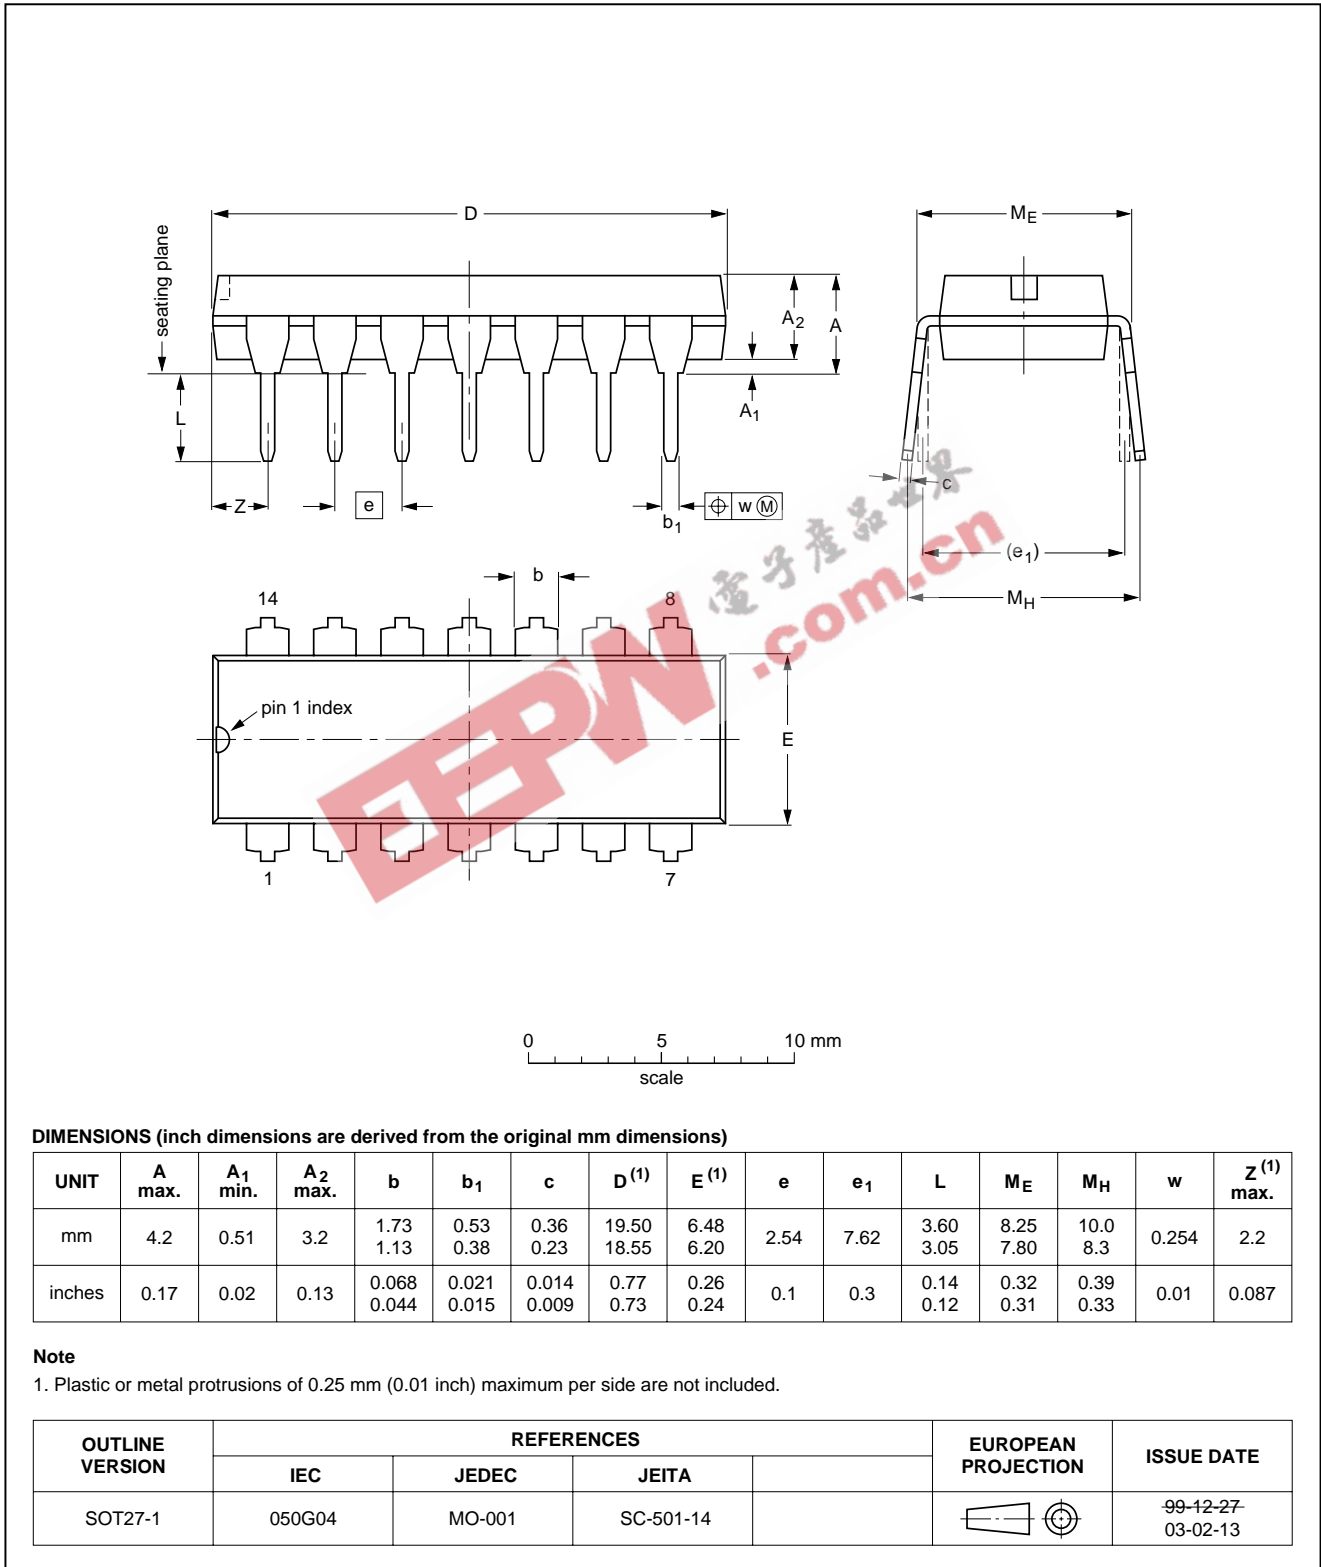 D
ME
seating plane
A2
A
A1
L
c
Z
e
b1
w M
(e1)
MH
b
14
8
pin 1 index
E
1
7
電子產品世界
EEPW
.com.cn
0 5 10 mm
scale
DIMENSIONS (inch dimensions are derived from the original mm dimensions)
UNIT A max. A1 min. A2 max. b b1 c D(1) E(1) e e1 L ME MH w Z(1) max.
mm 4.2 0.51 3.2 1.73 1.13 0.53 0.38 0.36 0.23 19.50 18.55 6.48 6.20 2.54 7.62 3.60 3.05 8.25 7.80 10.0 8.3 0.254 2.2
inches 0.17 0.02 0.13 0.068 0.044 0.021 0.015 0.014 0.009 0.77 0.73 0.26 0.24 0.1 0.3 0.14 0.12 0.32 0.31 0.39 0.33 0.01 0.087
Note
1. Plastic or metal protrusions of 0.25 mm (0.01 inch) maximum per side are not included.
OUTLINE VERSION REFERENCES EUROPEAN PROJECTION ISSUE DATE
IEC JEDEC JEITA
SOT27-1 050G04 MO-001 SC-501-14 99-12-27
03-02-13